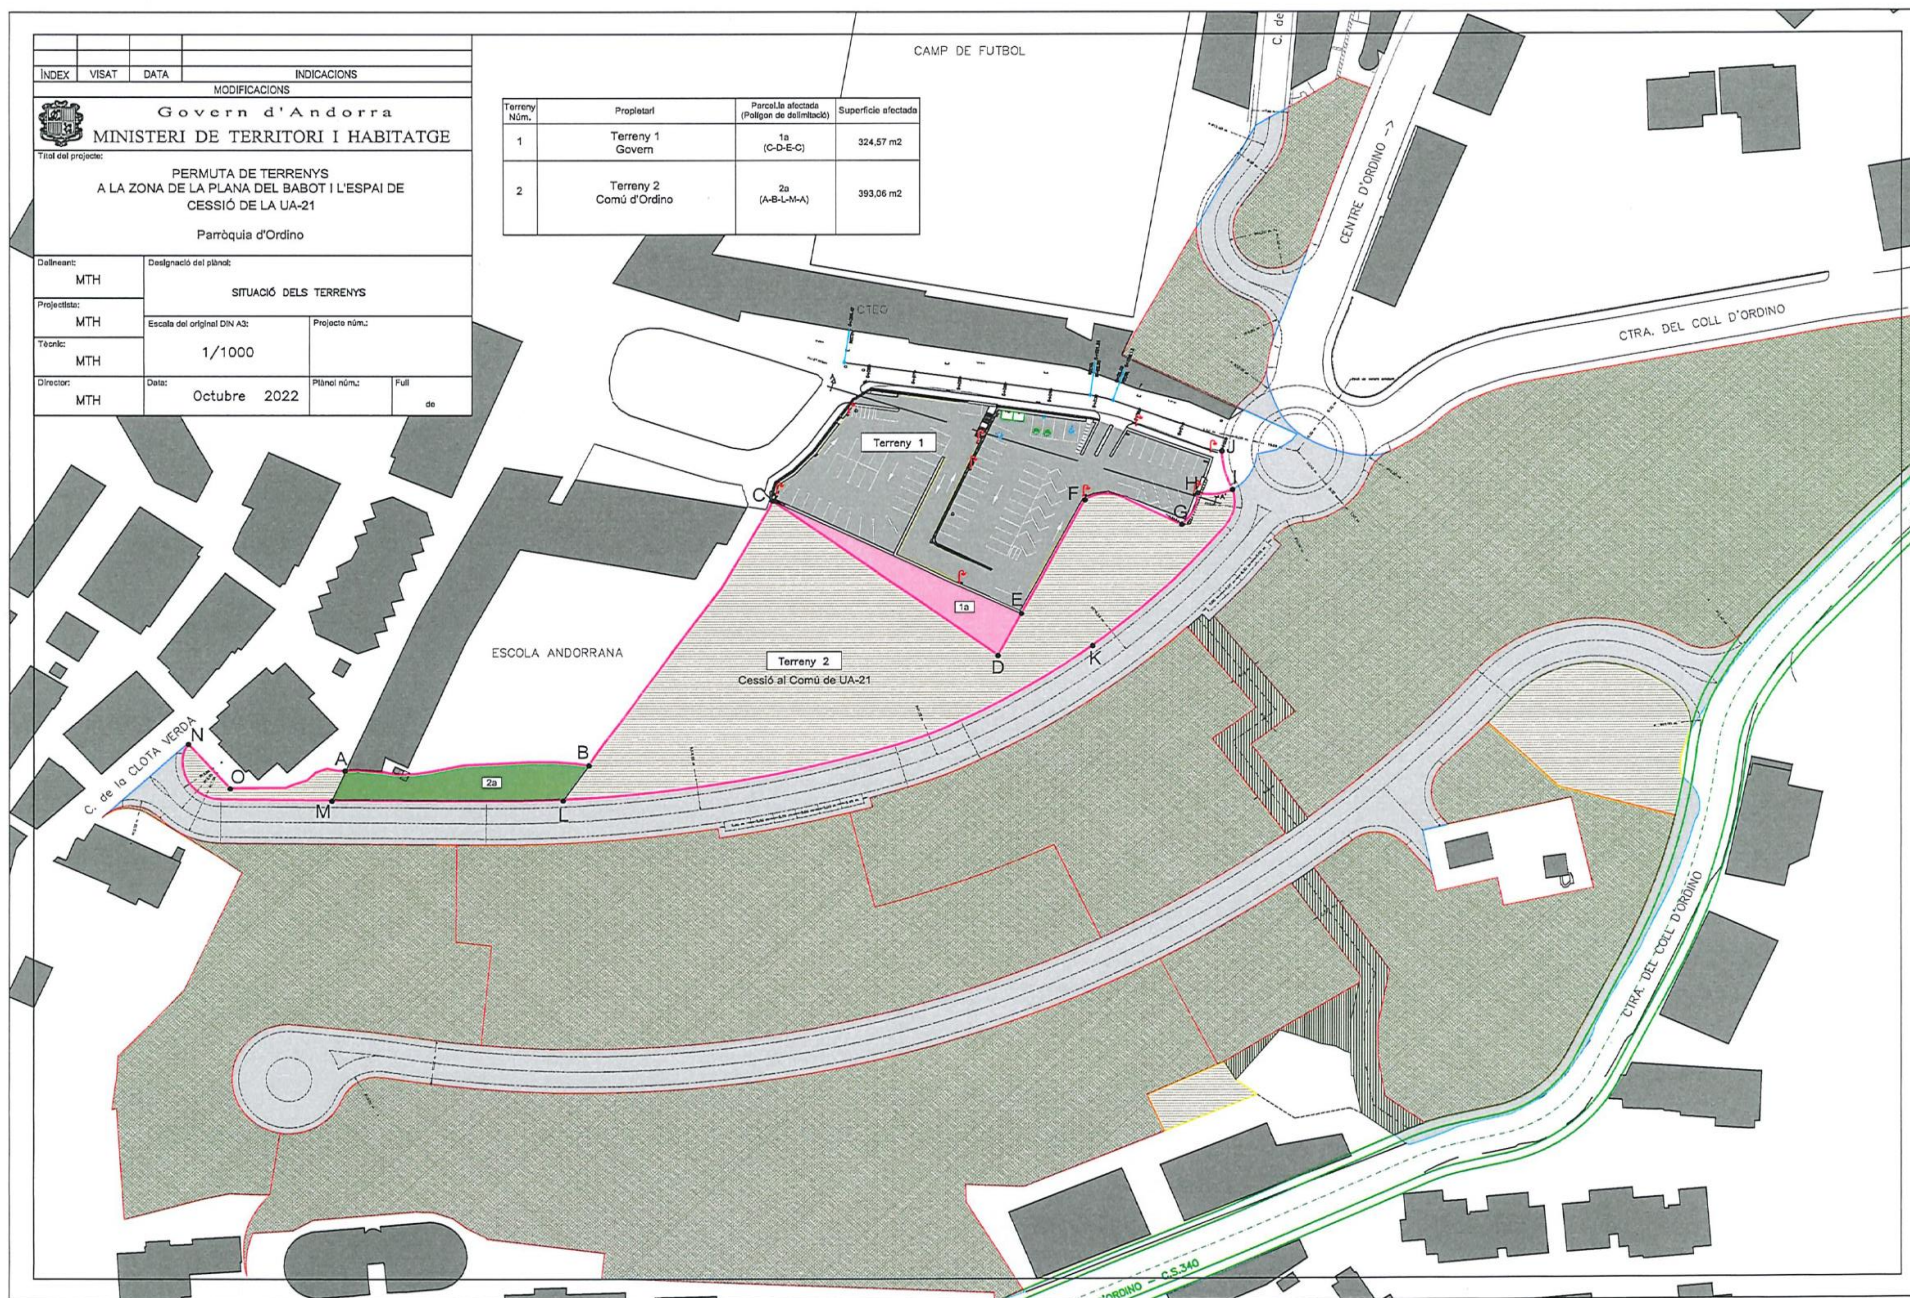 ÍNDEX VISAT DATA INDICACIONS
MODIFICACIONS
Govern d'Andorra
MINISTERI DE TERRITORI I HABITATGE
Títol del projecte:
PERMUTA DE TERRENYS
A LA ZONA DE LA PLANA DEL BABOT I L'ESPAI DE
CESSIÓ DE LA UA-21
Parròquia d'Ordino
Delineant:
MTH
Designació del plànol:
SITUACIÓ DELS TERRENYS
Projectista:
MTH
Escala del original DIN A3:
1/1000
Projecte núm.:
Tècnic:
MTH
Director:
MTH
Data:
Octubre 2022
Plànol núm.:
Full
de
Terreny Núm. Propietari Parcel.la afectada (Polígon de delimitació) Superfície afectada
1 Terreny 1 Govern 1a (C-D-E-C) 324,57 m2
2 Terreny 2 Comú d'Ordino 2a (A-B-L-M-A) 393,06 m2
CAMP DE FUTBOL
C. de
CENTRE D'ORDINO ->
CTRA. DEL COLL D'ORDINO
CTEO
Terreny 1
J
I
H
F
G
C
E
1a
D
K
ESCOLA ANDORRANA
Terreny 2
Cessió al Comú de UA-21
C. de la CLOTA VERDA
N
O
A
B
2a
M
L
CTRA. DEL COLL D'ORDINO
ORDINO - C.S.340